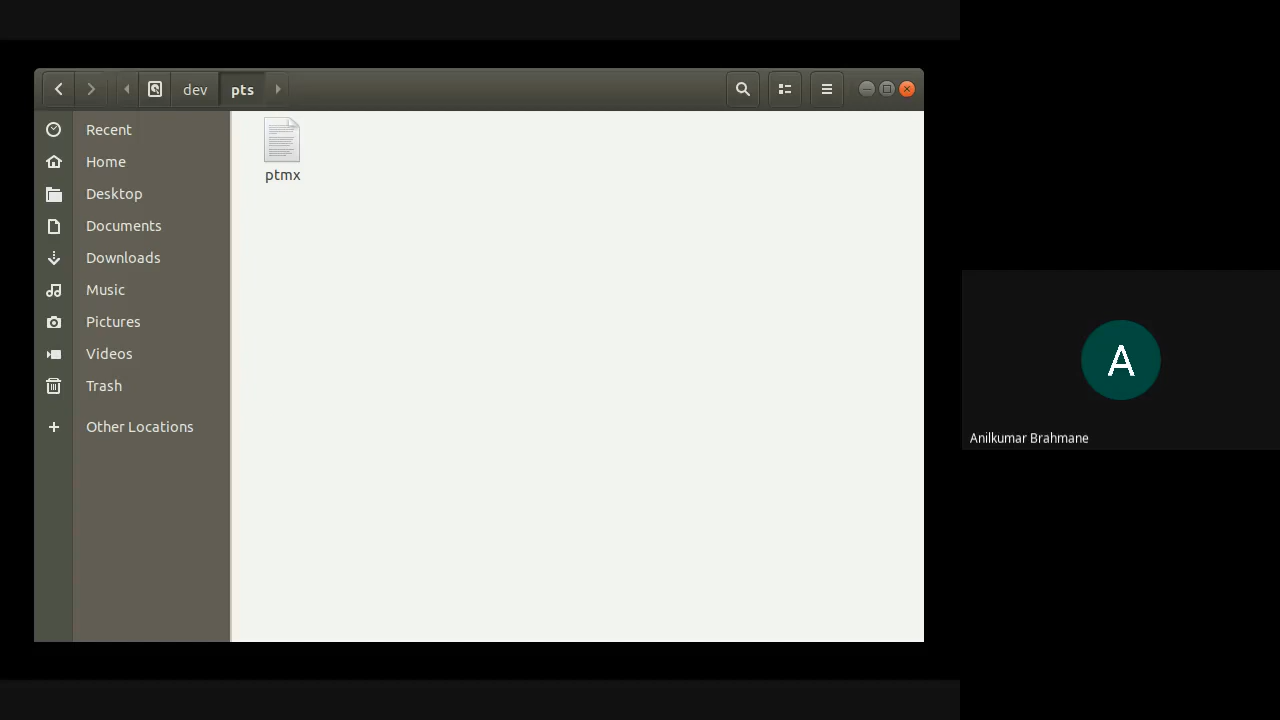 dev
pts
Recent
Home
Desktop
Documents
Downloads
Music
Pictures
Videos
Trash
Other Locations
ptmx
A
Anilkumar Brahmane